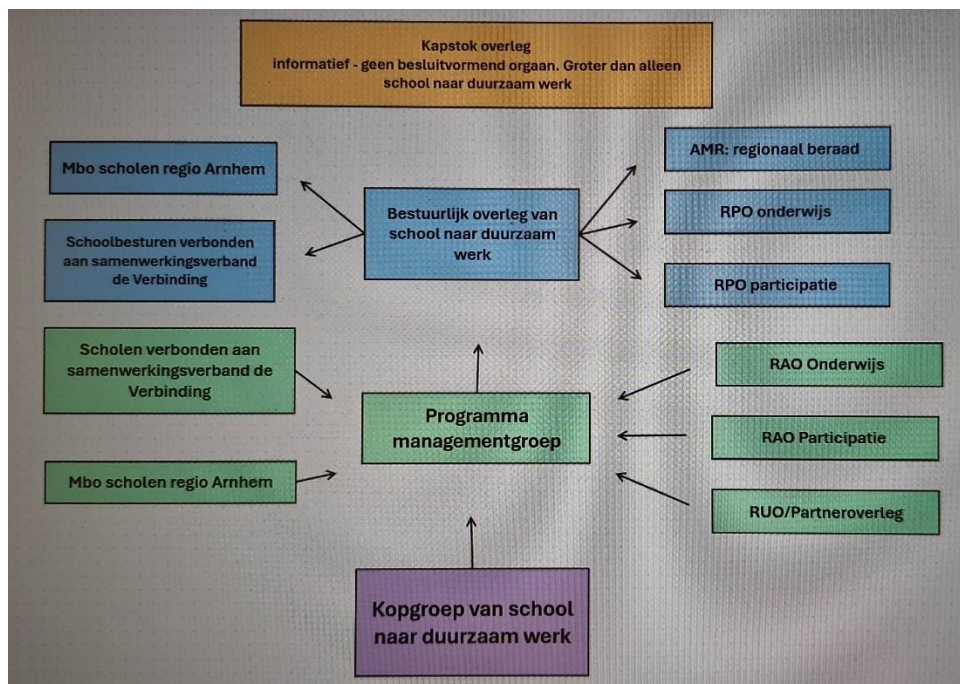 Kapstok overleg
informatief - geen besluitvormend orgaan. Groter dan alleen
school naar duurzaam werk
Mbo scholen regio Arnhem
Schoolbesturen verbonden
aan samenwerkingsverband
de Verbinding
Bestuurlijk overleg van
school naar duurzaam
werk
AMR: regionaal beraad
RPO onderwijs
RPO participatie
Scholen verbonden aan
samenwerkingsverband de
Verbinding
Mbo scholen regio Arnhem
Programma
managementgroep
RAO Onderwijs
RAO Participatie
RUO/Partneroverleg
Kopgroep van school
naar duurzaam werk